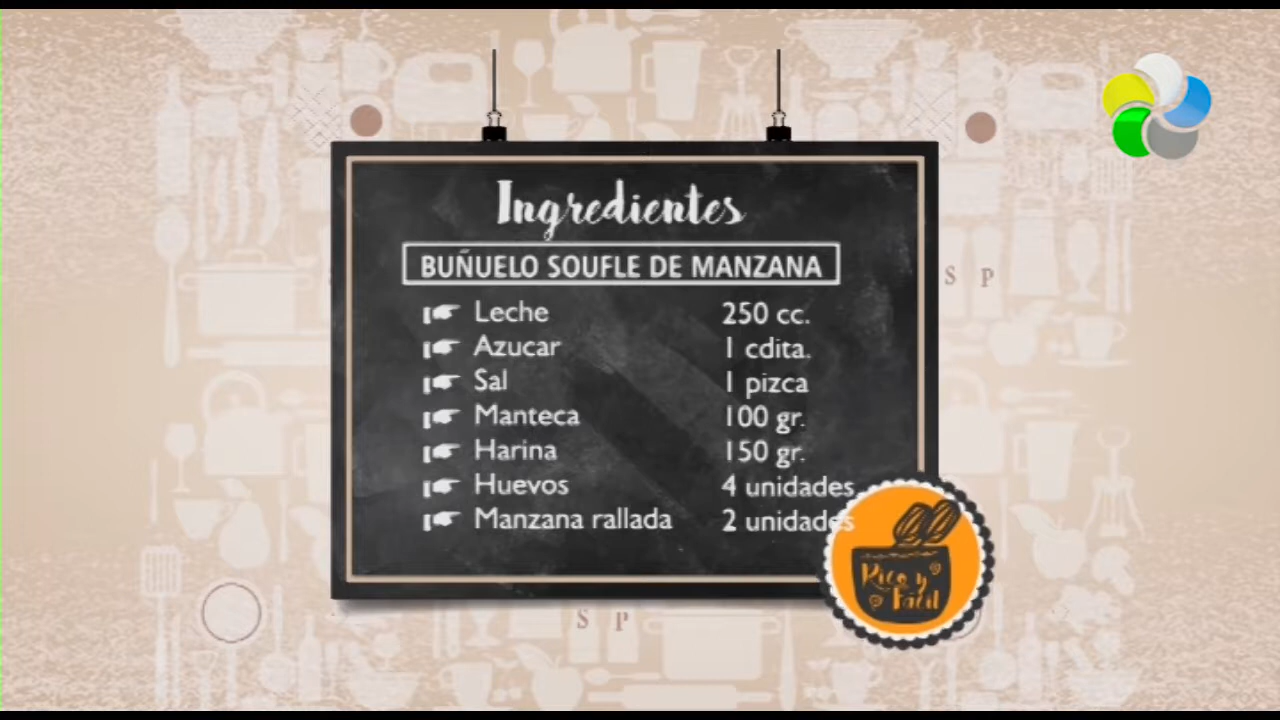 Ingredientes
BUÑUELO SOUFLE DE MANZANA
Leche 250 cc.
Azucar 1 cdita.
Sal 1 pizca
Manteca 100 gr.
Harina 150 gr.
Huevos 4 unidades
Manzana rallada 2 unidades
Rico y
Fácil
S P
S P